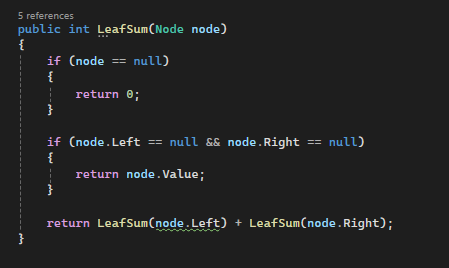 5 references
public int LeafSum(Node node)
{
    if (node == null)
    {
        return 0;
    }

    if (node.Left == null && node.Right == null)
    {
        return node.Value;
    }

    return LeafSum(node.Left) + LeafSum(node.Right);
}